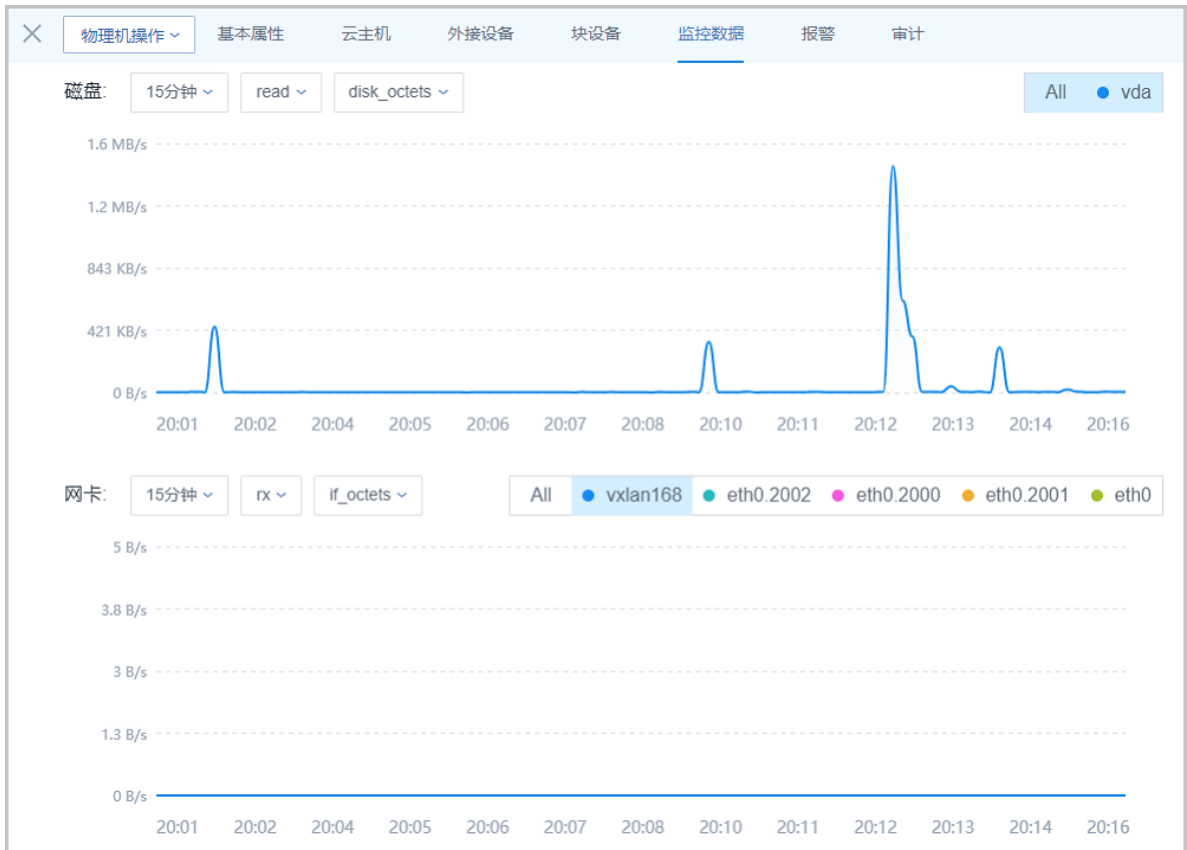 物理机操作 基本属性 云主机 外接设备 块设备 监控数据 报警 审计
磁盘: 15分钟 read disk_octets All vda
1.6 MB/s
1.2 MB/s
843 KB/s
421 KB/s
0 B/s
20:01 20:02 20:04 20:05 20:06 20:07 20:08 20:10 20:11 20:12 20:13 20:14 20:16
网卡: 15分钟 rx if_octets All vxlan168 eth0.2002 eth0.2000 eth0.2001 eth0
5 B/s
3.8 B/s
3 B/s
1.3 B/s
0 B/s
20:01 20:02 20:04 20:05 20:06 20:07 20:08 20:10 20:11 20:12 20:13 20:14 20:16